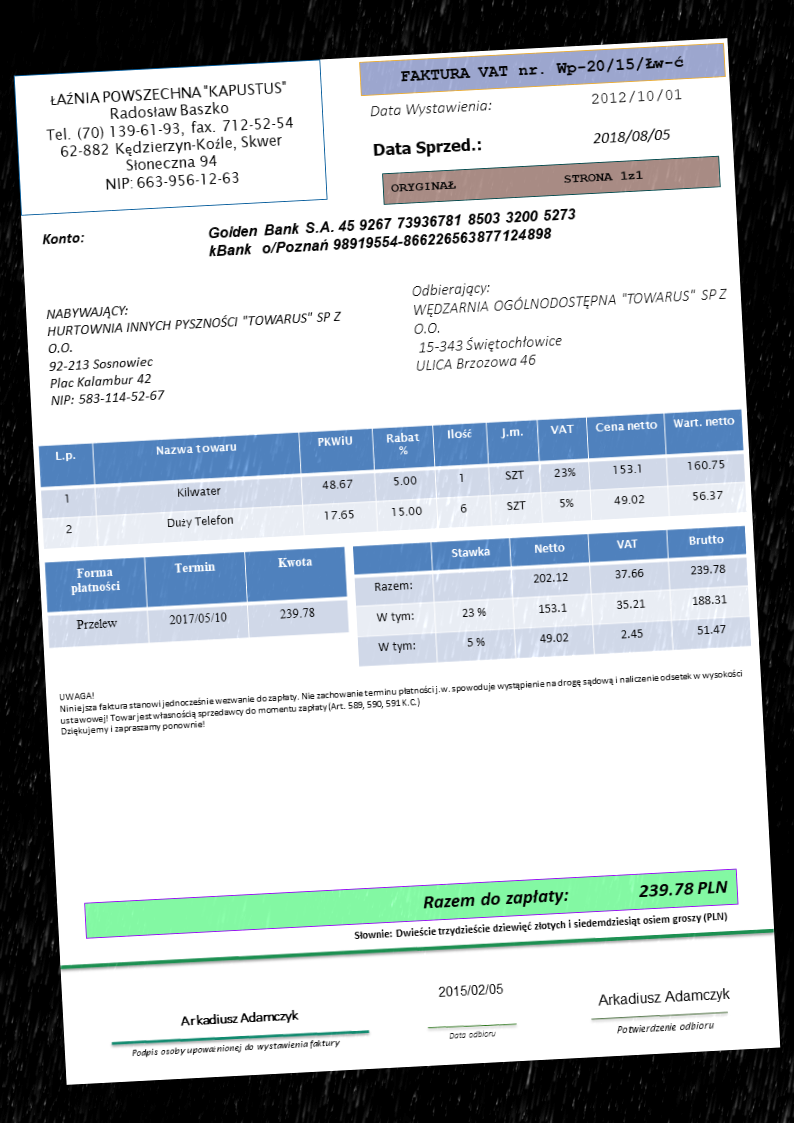 ŁAŹNIA POWSZECHNA "KAPUSTUS"
Radosław Baszko
Tel. (70) 139-61-93, fax. 712-52-54
62-882 Kędzierzyn-Koźle, Skwer
Słoneczna 94
NIP: 663-956-12-63
FAKTURA VAT nr. Wp-20/15/Łw-ć
Data Wystawienia: 2012/10/01
Data Sprzed.: 2018/08/05
ORYGINAŁ STRONA 1z1
Konto: Golden Bank S.A. 45 9267 73936781 8503 3200 5273
kBank o/Poznań 98919554-866226563877124898
NABYWAJĄCY:
HURTOWNIA INNYCH PYSZNOŚCI "TOWARUS" SP Z
O.O.
92-213 Sosnowiec
Plac Kalambur 42
NIP: 583-114-52-67
Odbierający:
WĘDZARNIA OGÓLNODOSTĘPNA "TOWARUS" SP Z
O.O.
15-343 Świętochłowice
ULICA Brzozowa 46
L.p. Nazwa towaru PKWiU Rabat % Ilość J.m. VAT Cena netto Wart. netto
1 Kilwater 48.67 5.00 1 SZT 23% 153.1 160.75
2 Duży Telefon 17.65 15.00 6 SZT 5% 49.02 56.37
Forma płatności Termin Kwota
Przelew 2017/05/10 239.78
Stawka Netto VAT Brutto
Razem: 202.12 37.66 239.78
W tym: 23 % 153.1 35.21 188.31
W tym: 5 % 49.02 2.45 51.47
UWAGA!
Niniejsza faktura stanowi jednocześnie wezwanie do zapłaty. Nie zachowanie terminu płatności j.w. spowoduje wystąpienie na drogę sądową i naliczenie odsetek w wysokości
ustawowej! Towar jest własnością sprzedawcy do momentu zapłaty (Art. 589, 590, 591 K.C.)
Dziękujemy i zapraszamy ponownie!
Razem do zapłaty: 239.78 PLN
Słownie: Dwieście trzydzieście dziewięć złotych i siedemdziesiąt osiem groszy (PLN)
Arkadiusz Adamczyk
Podpis osoby upoważnionej do wystawienia faktury
2015/02/05
Data odbioru
Arkadiusz Adamczyk
Potwierdzenie odbioru